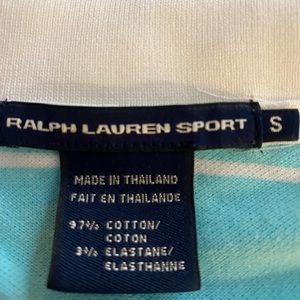 RALPH LAUREN SPORT S
MADE IN THAILAND
FAIT EN THAILANDE
97% COTTON/
COTON
3% ELASTANE/
ELASTHANNE